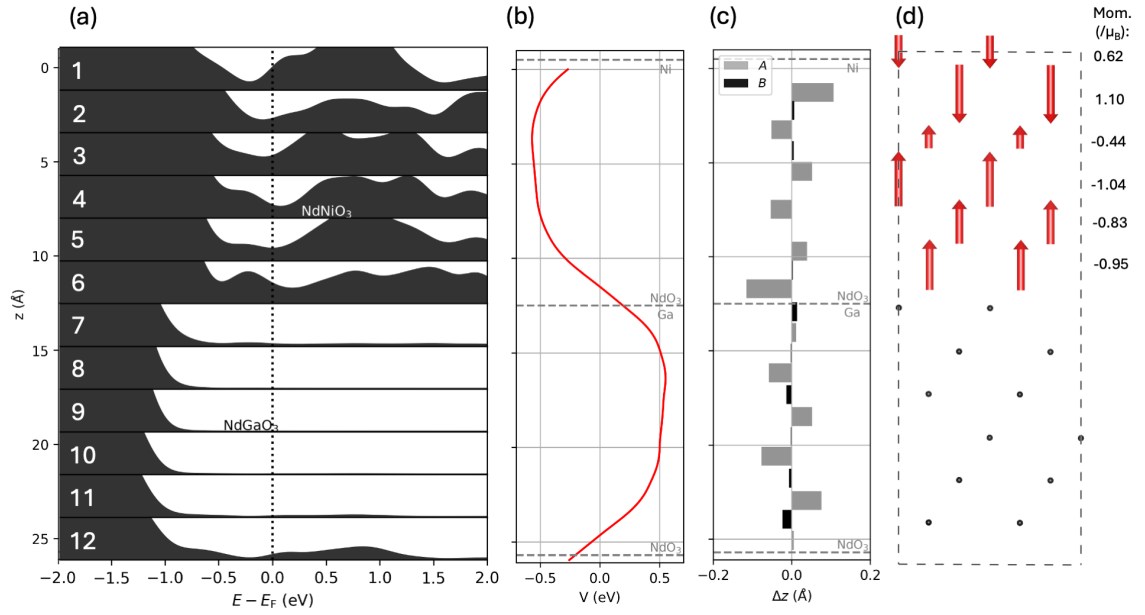 (a)
(b)
(c)
(d)
Mom.
(/μB):
0
5
10
15
20
25
z (Å)
1
2
3
4
NdNiO3
5
6
7
8
9
NdGaO3
10
11
12
−2.0 −1.5 −1.0 −0.5 0.0 0.5 1.0 1.5 2.0
E − EF (eV)
Ni
NdO3
Ga
NdO3
−0.5 0.0 0.5
V (eV)
A
B
Ni
NdO3
Ga
NdO3
−0.2 0.0 0.2
Δz (Å)
0.62
1.10
-0.44
-1.04
-0.83
-0.95